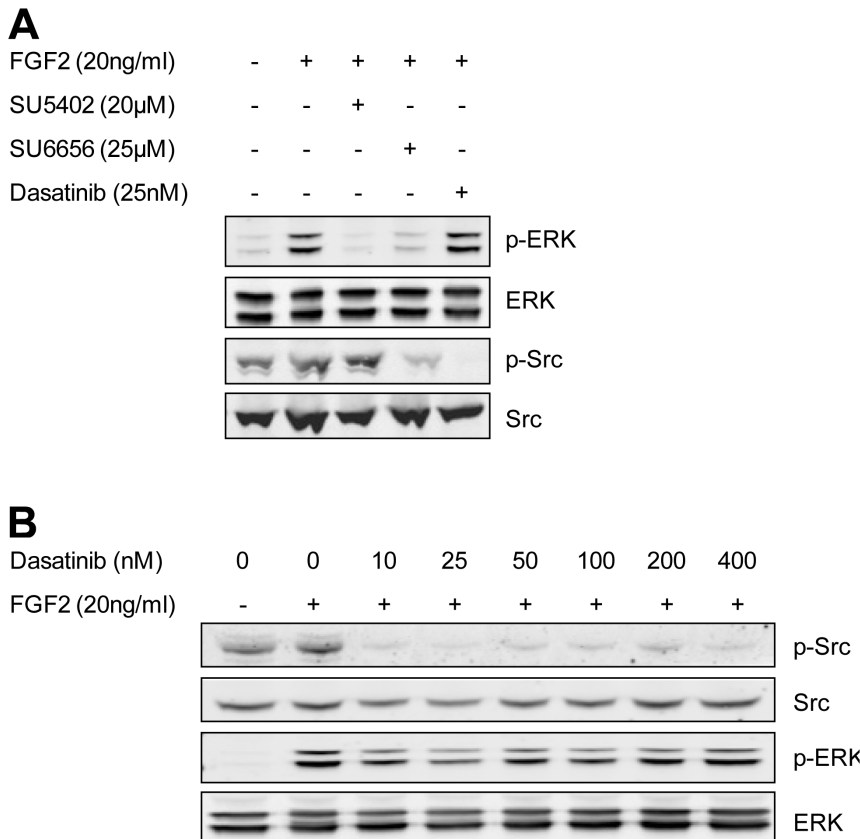 A
FGF2 (20ng/ml) - + + + +
SU5402 (20µM) - - + - -
SU6656 (25µM) - - - + -
Dasatinib (25nM) - - - - +
p-ERK
ERK
p-Src
Src
B
Dasatinib (nM) 0 0 10 25 50 100 200 400
FGF2 (20ng/ml) - + + + + + + +
p-Src
Src
p-ERK
ERK